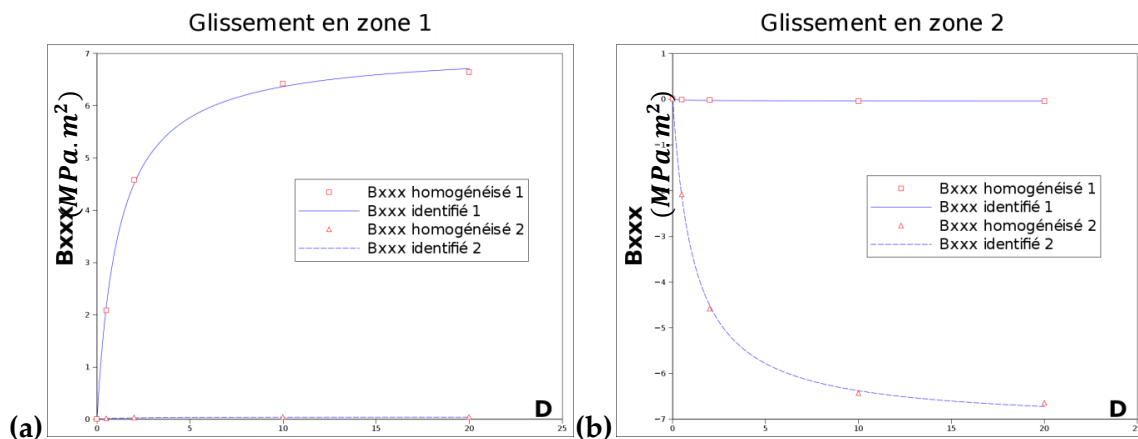 Glissement en zone 1
7
6
5
4
3
2
1
0
0
5
10
15
20
25
Bxxx (MPa.m²)
D
Bxxx homogénéisé 1
Bxxx identifié 1
Bxxx homogénéisé 2
Bxxx identifié 2
(a)
Glissement en zone 2
1
0
−1
−2
−3
−4
−5
−6
−7
0
5
10
15
20
25
Bxxx (MPa.m²)
D
Bxxx homogénéisé 1
Bxxx identifié 1
Bxxx homogénéisé 2
Bxxx identifié 2
(b)